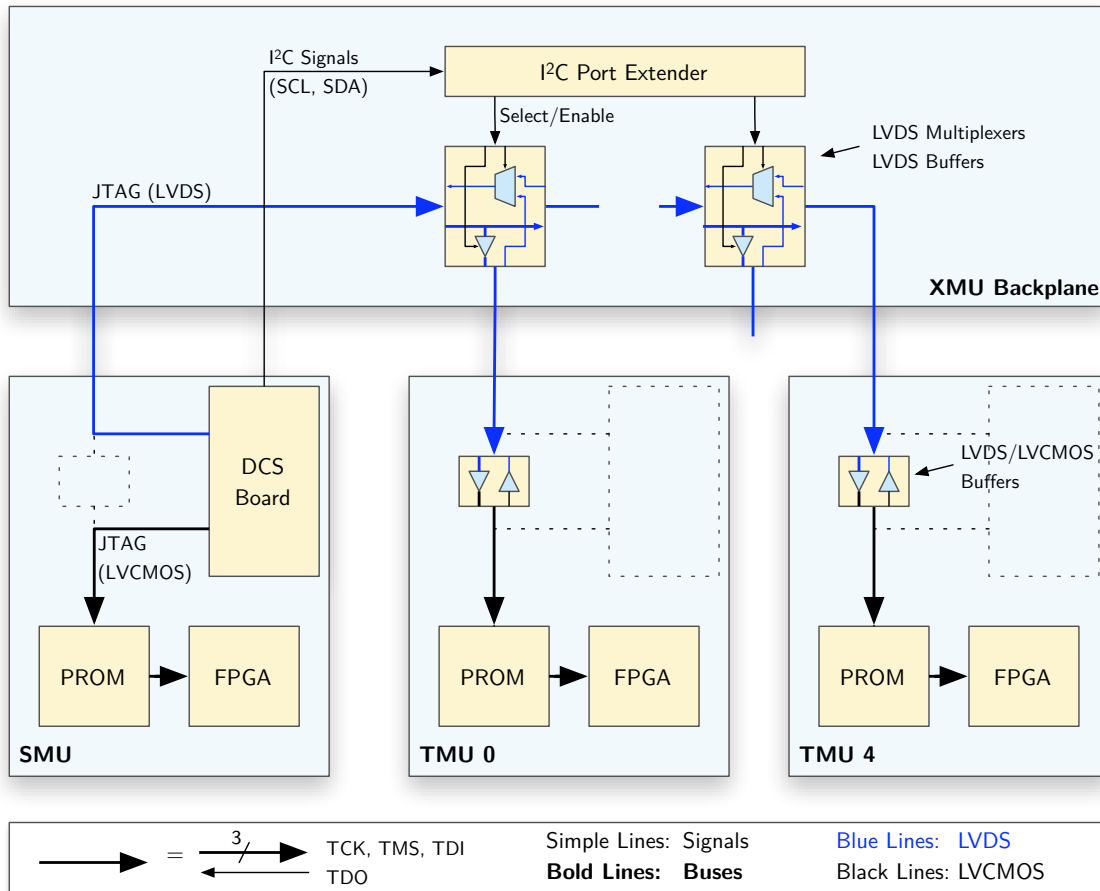 I²C Signals
(SCL, SDA)
I²C Port Extender
Select/Enable
LVDS Multiplexers
LVDS Buffers
JTAG (LVDS)
XMU Backplane
DCS
Board
JTAG
(LVCMOS)
PROM
FPGA
SMU
PROM
FPGA
TMU 0
LVDS/LVCMOS
Buffers
PROM
FPGA
TMU 4
=
3
TCK, TMS, TDI
TDO
Simple Lines: Signals
Bold Lines: Buses
Blue Lines: LVDS
Black Lines: LVCMOS